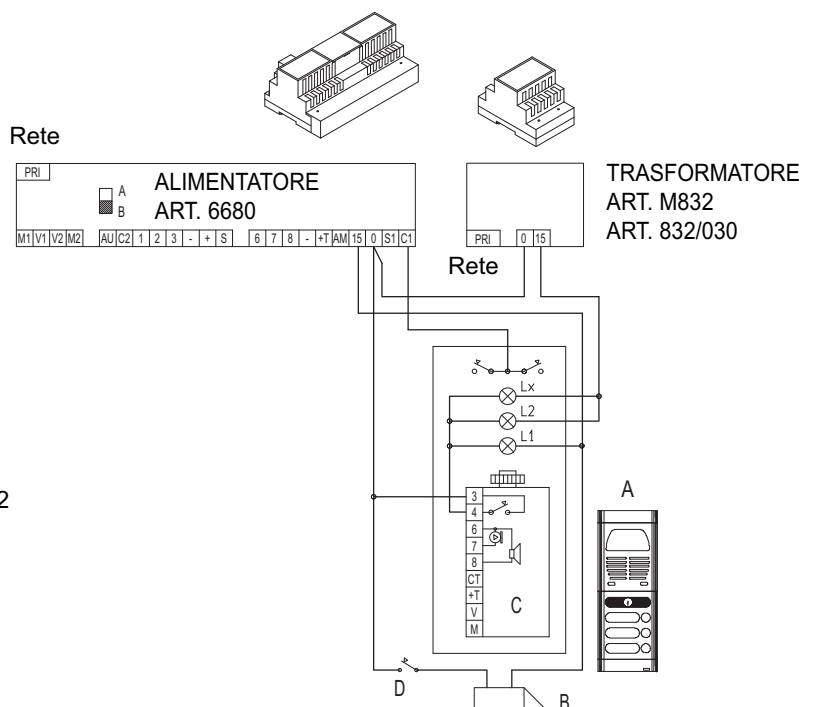 Rete
PRI
A
B
ALIMENTATORE
ART. 6680
M1 V1 V2 M2 AU C2 1 2 3 - + S 6 7 8 - +T AM 15 0 S1 C1
TRASFORMATORE
ART. M832
ART. 832/030
PRI 0 15
Rete
Lx
L2
L1
2
3
4
6
7
8
CT
+T
V
M
C
A
D
B